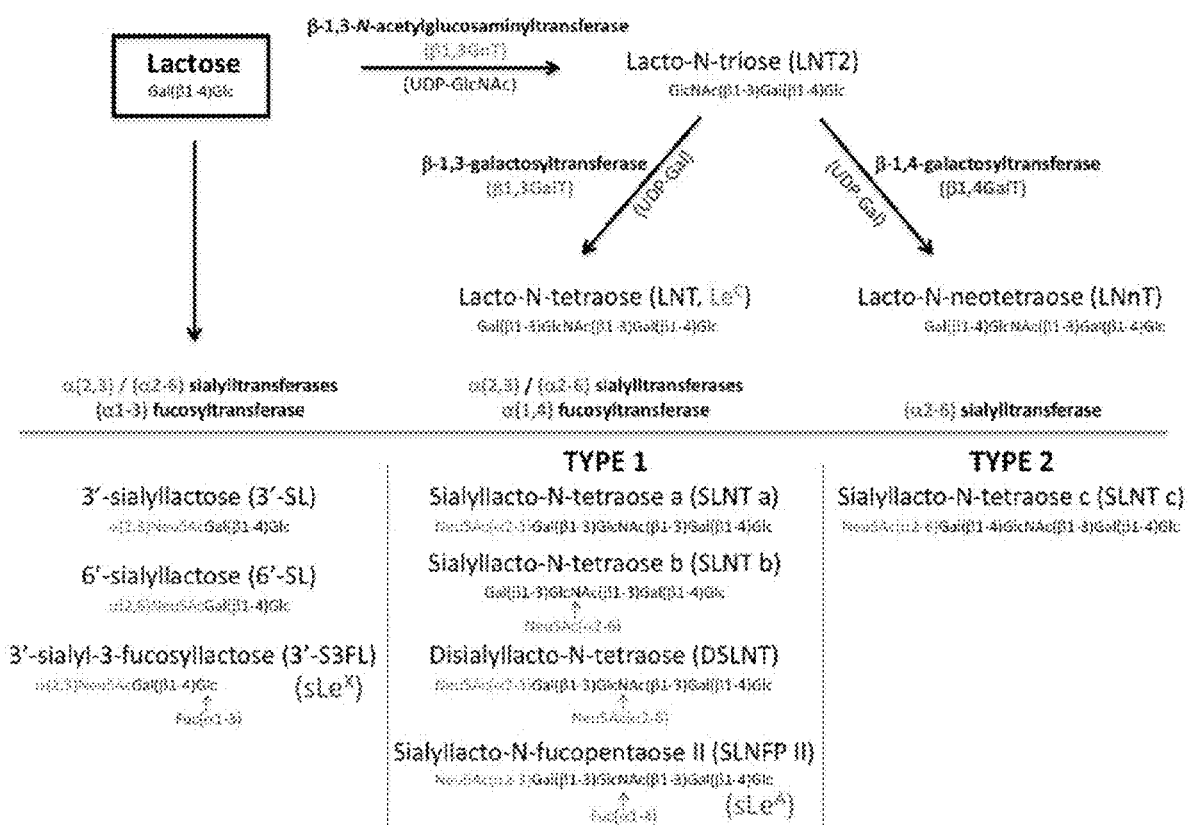 β-1,3-N-acetylglucosaminyltransferase
(β1,3GnT)
(UDP-GlcNAc)
Lactose
Gal(β1-4)Glc
Lacto-N-triose (LNT2)
GlcNAc(β1-3)Gal(β1-4)Glc
β-1,3-galactosyltransferase
(β1,3GalT)
(UDP-Gal)
(UDP-Gal)
β-1,4-galactosyltransferase
(β1,4GalT)
Lacto-N-tetraose (LNT, Le^C)
Gal(β1-3)GlcNAc(β1-3)Gal(β1-4)Glc
Lacto-N-neotetraose (LNnT)
Gal(β1-4)GlcNAc(β1-3)Gal(β1-4)Glc
α(2,3) / (α2-6) sialylltransferases
(α1-3) fucosyltransferase
α(2,3) / (α2-6) sialylltransferases
α(1,4) fucosyltransferase
(α2-6) sialylltransferase
TYPE 1
TYPE 2
3′-sialyllactose (3′-SL)
α(2,3)Neu5AcGal(β1-4)Glc
6′-sialyllactose (6′-SL)
α(2,6)Neu5AcGal(β1-4)Glc
3′-sialyl-3-fucosyllactose (3′-S3FL)
α(2,3)Neu5AcGal(β1-4)Glc
(sLe^X)
Fuc(α1-3)
Sialyllacto-N-tetraose a (SLNT a)
Neu5Ac(α2-3)Gal(β1-3)GlcNAc(β1-3)Gal(β1-4)Glc
Sialyllacto-N-tetraose b (SLNT b)
Gal(β1-3)GlcNAc(β1-3)Gal(β1-4)Glc
Neu5Ac(α2-6)
Disialyllacto-N-tetraose (DSLNT)
Neu5Ac(α2-3)Gal(β1-3)GlcNAc(β1-3)Gal(β1-4)Glc
Neu5Ac(α2-6)
Sialyllacto-N-fucopentaose II (SLNFP II)
Neu5Ac(α2-3)Gal(β1-3)GlcNAc(β1-3)Gal(β1-4)Glc
Fuc(α1-4)
(sLe^A)
Sialyllacto-N-tetraose c (SLNT c)
Neu5Ac(α2-6)Gal(β1-4)GlcNAc(β1-3)Gal(β1-4)Glc